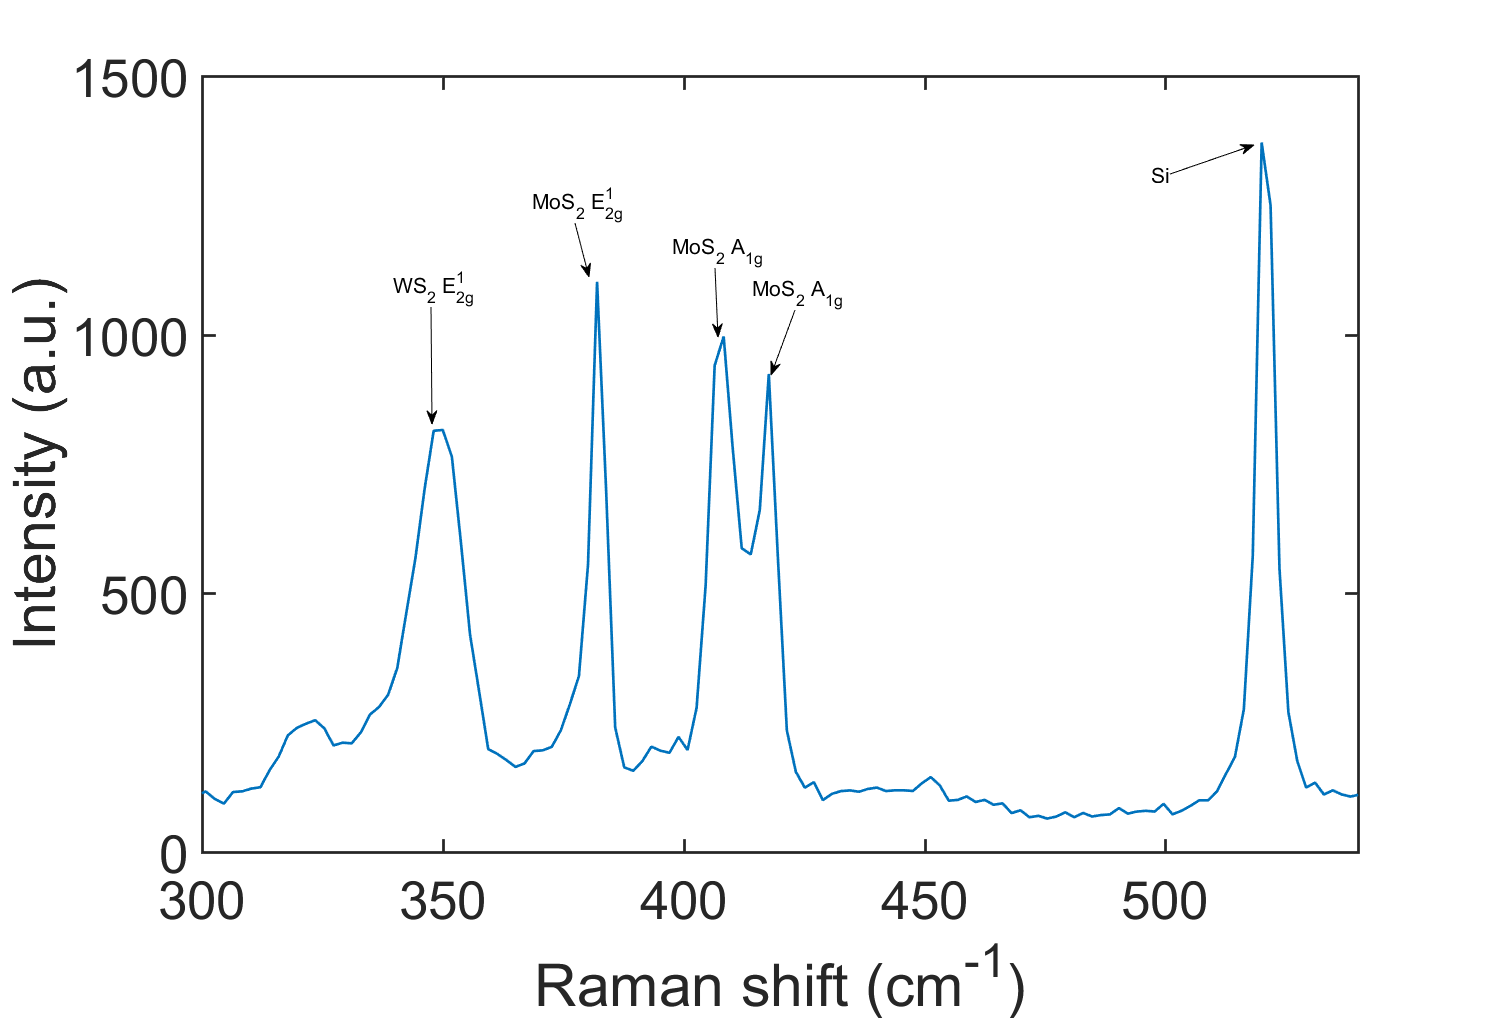 1500
1000
500
0
300
350
400
450
500
Intensity (a.u.)
Raman shift (cm⁻¹)
WS₂ E¹₂g
MoS₂ E¹₂g
MoS₂ A₁g
MoS₂ A₁g
Si